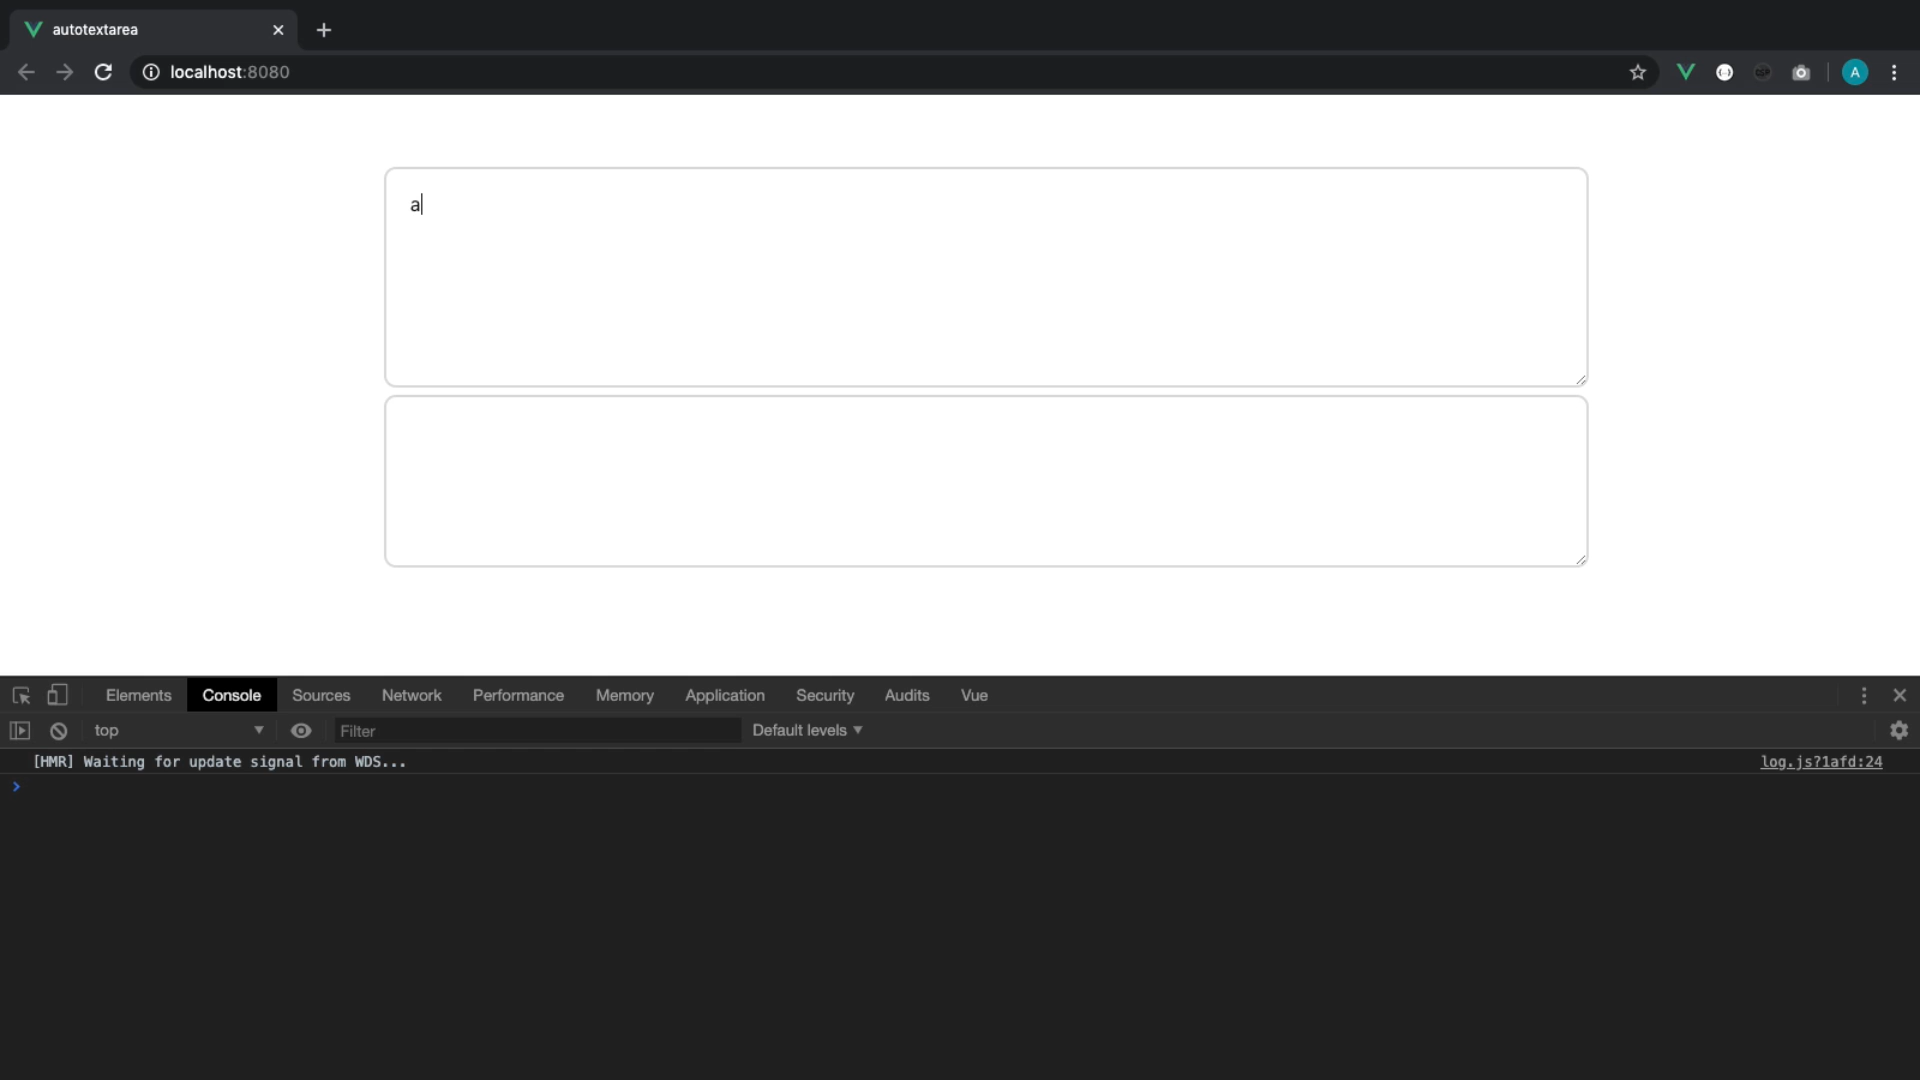 autotextarea
localhost:8080
A
a
Elements Console Sources Network Performance Memory Application Security Audits Vue
top Filter Default levels
[HMR] Waiting for update signal from WDS... log.js?1afd:24